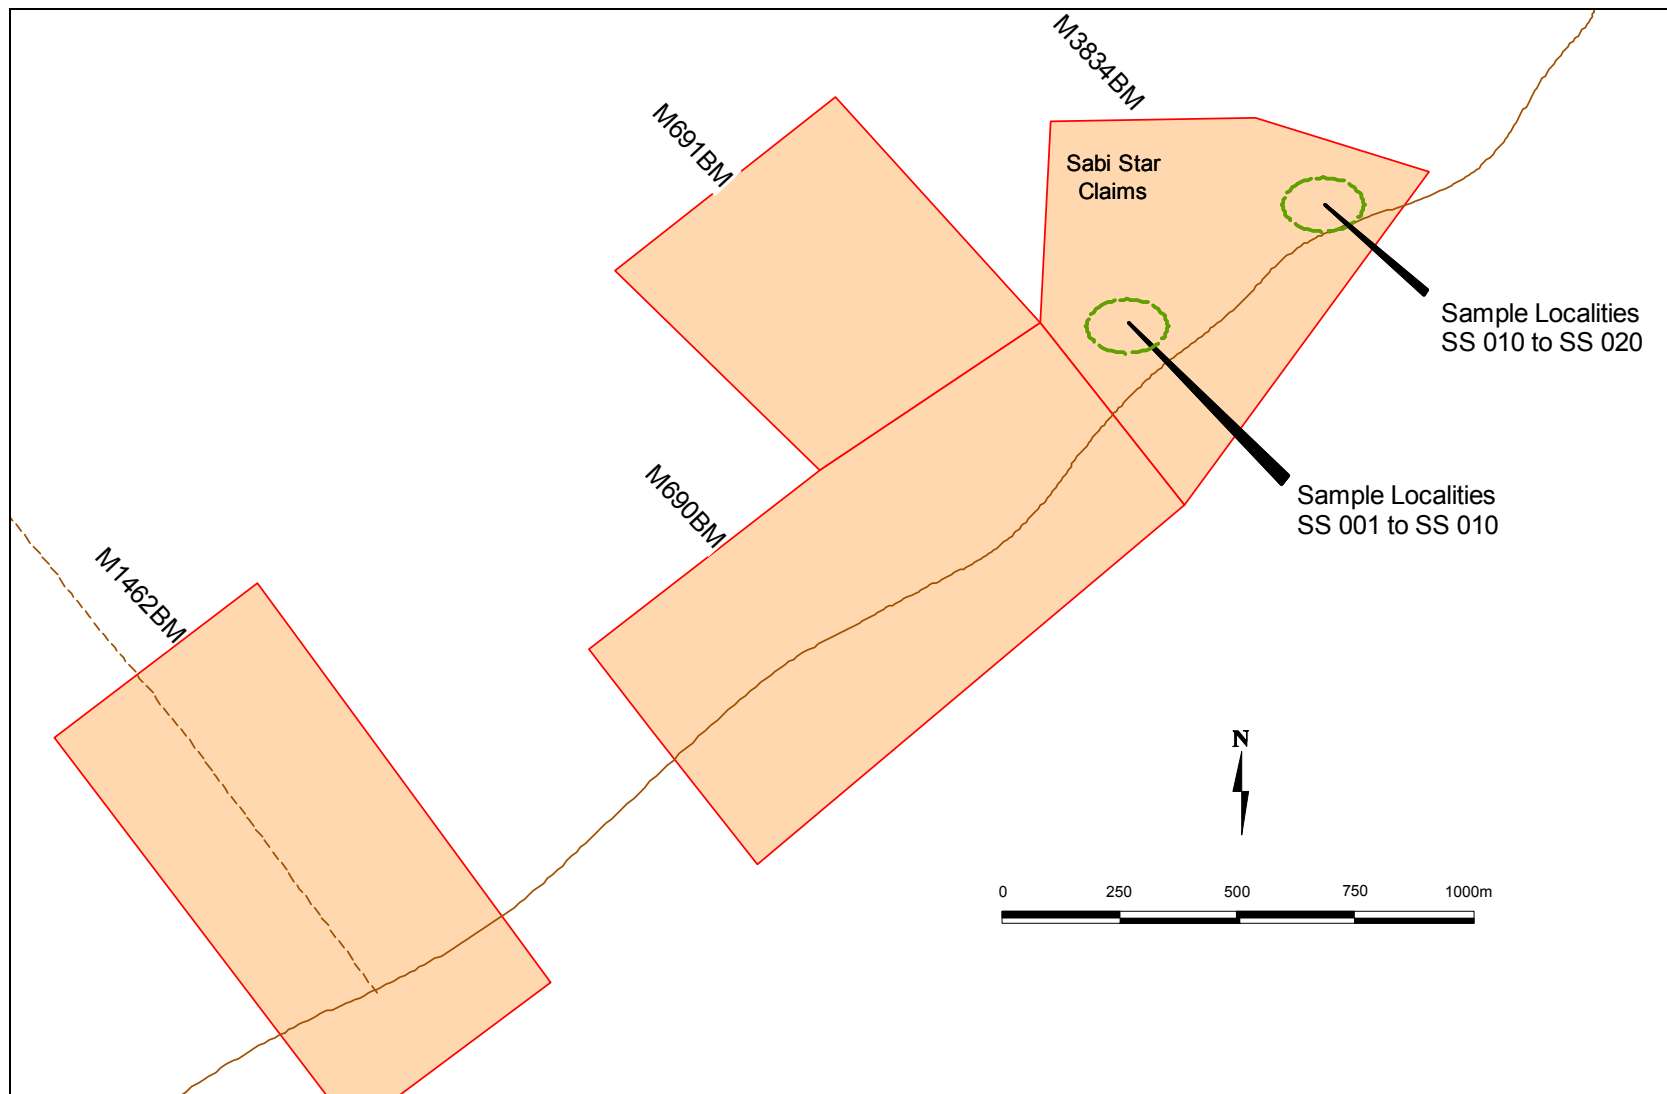 M3834BM
M691BM
Sabi Star
Claims
Sample Localities
SS 010 to SS 020
M690BM
Sample Localities
SS 001 to SS 010
M1462BM
N
0 250 500 750 1000m